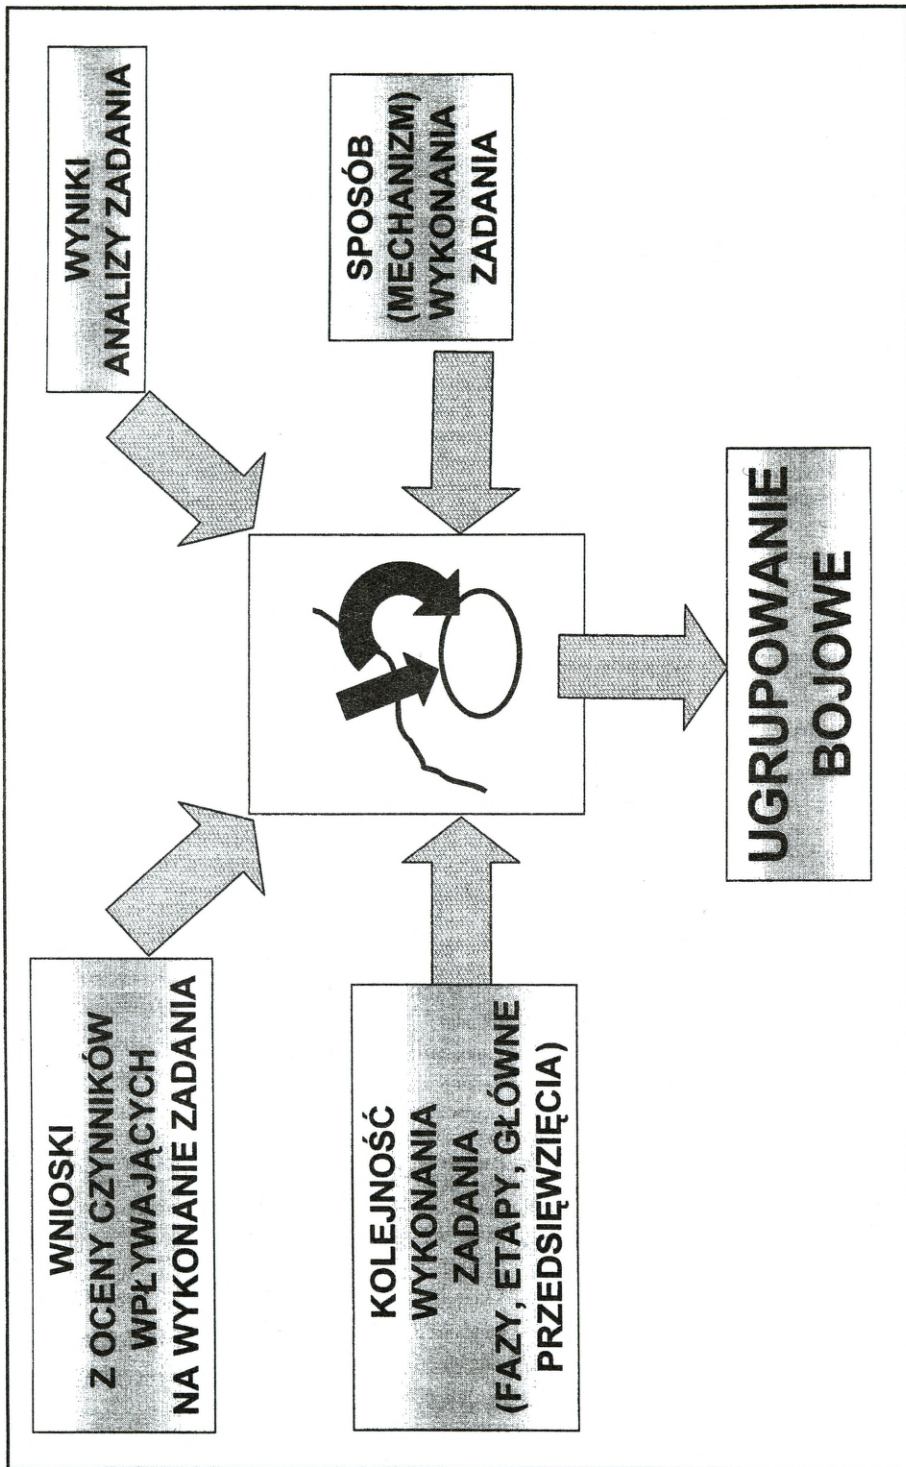 WNIOSKI
Z OCENY CZYNNIKÓW
WPŁYWAJĄCYCH
NA WYKONANIE ZADANIA
WYNIKI
ANALIZY ZADANIA
KOLEJNOŚĆ
WYKONANIA
ZADANIA
(FAZY, ETAPY, GŁÓWNE
PRZEDSIĘWZIĘCIA)
SPOSÓB
(MECHANIZM)
WYKONANIA
ZADANIA
UGRUPOWANIE
BOJOWE